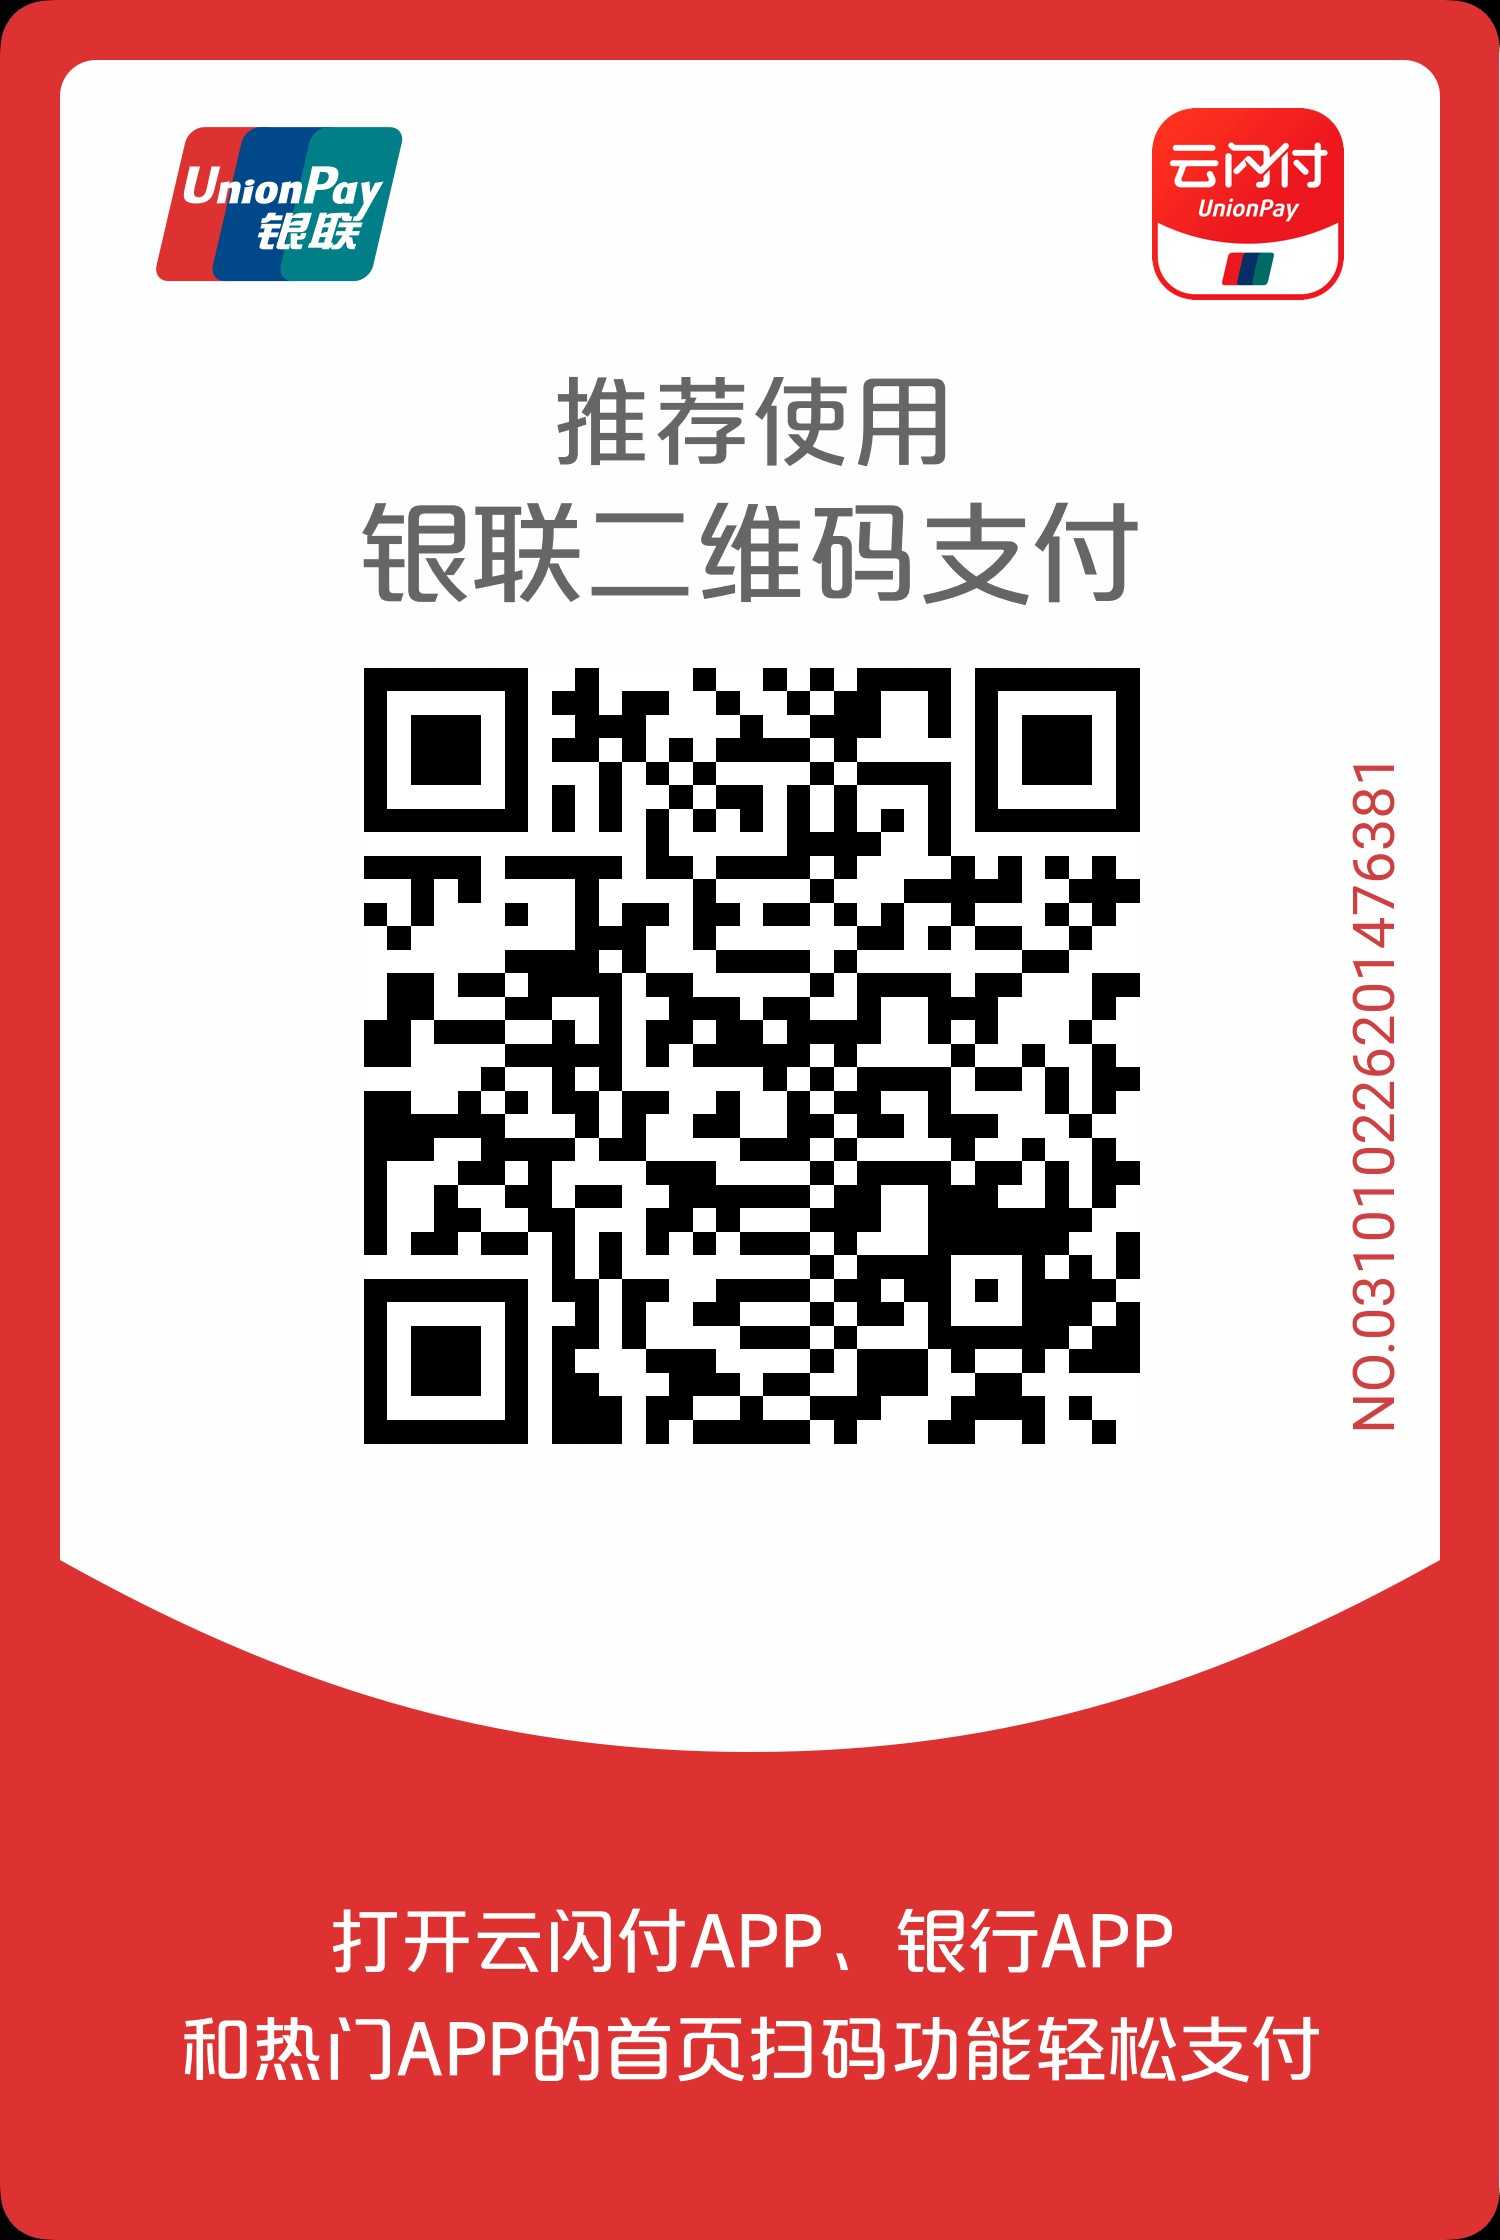 UnionPay
银联
云闪付
UnionPay
推荐使用
银联二维码支付
NO.031010226201476381
打开云闪付APP、银行APP
和热门APP的首页扫码功能轻松支付